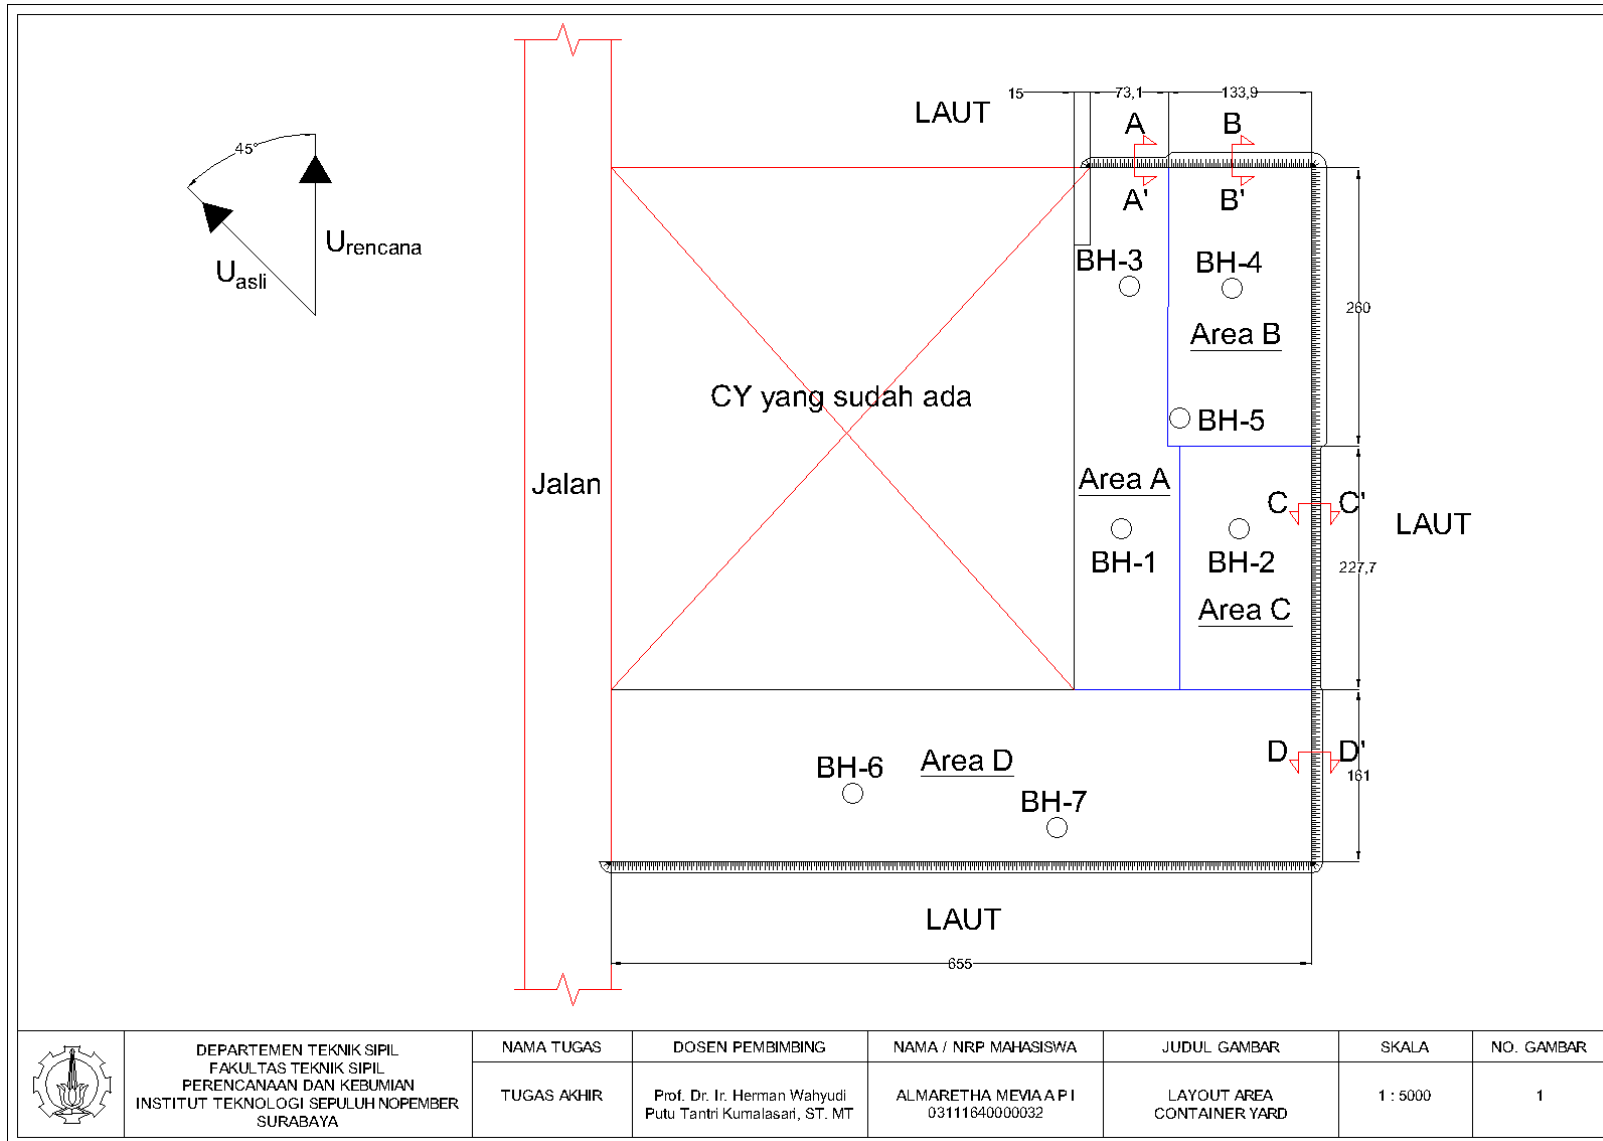 LAUT
15
73,1
133,9
A
B
45°
A'
B'
Urencana
Uasli
BH-3
BH-4
260
Area B
CY yang sudah ada
BH-5
Jalan
Area A
C
C'
LAUT
BH-1
BH-2
227,7
Area C
D
D'
161
BH-6
Area D
BH-7
LAUT
655
DEPARTEMEN TEKNIK SIPIL
FAKULTAS TEKNIK SIPIL
PERENCANAAN DAN KEBUMIAN
INSTITUT TEKNOLOGI SEPULUH NOPEMBER
SURABAYA
NAMA TUGAS
TUGAS AKHIR
DOSEN PEMBIMBING
Prof. Dr. Ir. Herman Wahyudi
Putu Tantri Kumalasari, ST. MT
NAMA / NRP MAHASISWA
ALMARETHA MEVIA A P I
03111640000032
JUDUL GAMBAR
LAYOUT AREA
CONTAINER YARD
SKALA
1 : 5000
NO. GAMBAR
1